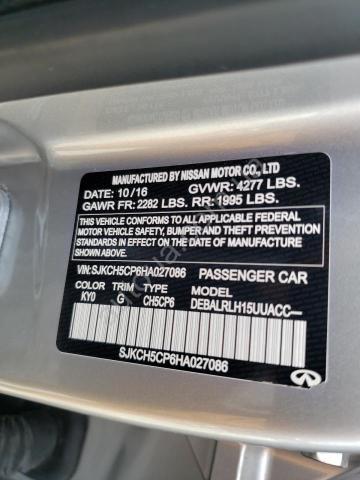 MANUFACTURED BY NISSAN MOTOR CO., LTD
DATE: 10/16 GVWR: 4277 LBS.
GAWR FR: 2282 LBS. RR: 1995 LBS.
THIS VEHICLE CONFORMS TO ALL APPLICABLE FEDERAL
MOTOR VEHICLE SAFETY, BUMPER AND THEFT
PREVENTION STANDARDS IN EFFECT ON THE DATE OF
MANUFACTURE SHOWN ABOVE.
VIN:SJKCH5CP6HA027086 PASSENGER CAR
COLOR TRIM TYPE MODEL
KY0 G CH5CP6 DEBALRLH15UUACC—
SJKCH5CP6HA027086
INFINITI